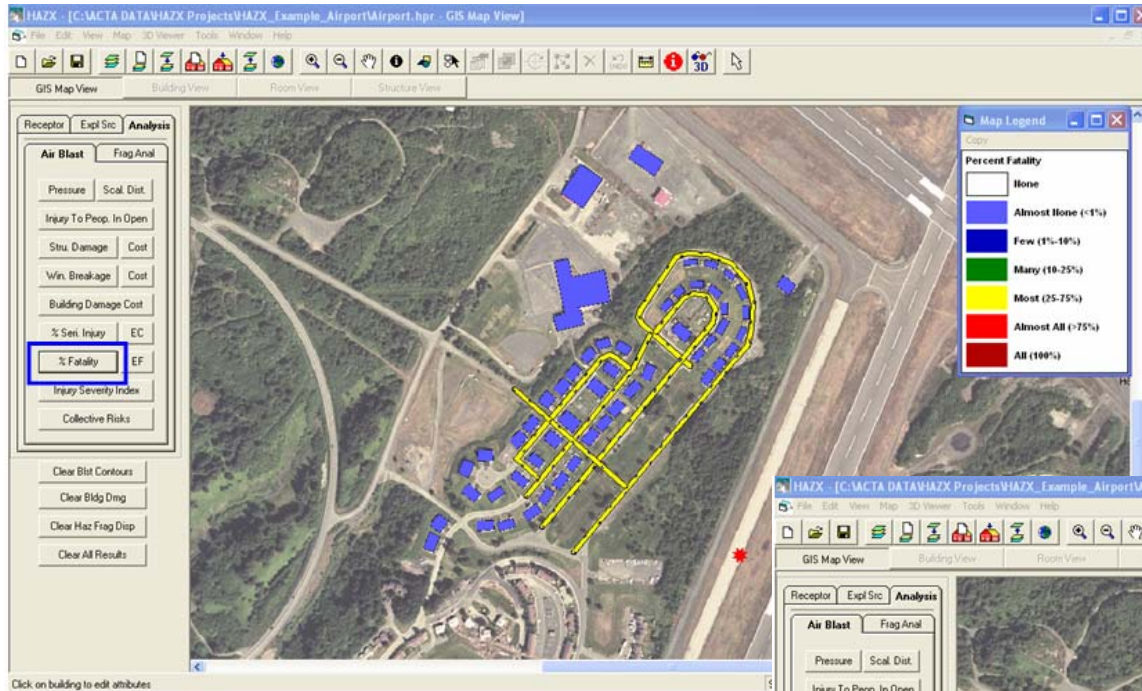 HAZX - [C:\ACTA DATA\HAZX Projects\HAZX_Example_Airport\Airport.hpr - GIS Map View]
File Edit View Map 3D Viewer Tools Window Help
UNDO 3D
GIS Map View Building View Room View Structure View
Receptor Expl Src Analysis
Air Blast Frag Anal
Pressure Scal. Dist.
Injury To Peop. In Open
Stru. Damage Cost
Win. Breakage Cost
Building Damage Cost
% Seri. Injury EC
% Fatality EF
Injury Severity Index
Collective Risks
Clear Blst Contours
Clear Bldg Dmg
Clear Haz Frag Disp
Clear All Results
Map Legend
Copy
Percent Fatality
None
Almost None (<1%)
Few (1%-10%)
Many (10-25%)
Most (25-75%)
Almost All (>75%)
All (100%)
He
Click on building to edit attributes
S
HAZX - [C:\ACTA DATA\HAZX Projects\HAZX_Example_Airport\
File Edit View Map 3D Viewer Tools Window Help
GIS Map View Building View Room View
Receptor Expl Src Analysis
Air Blast Frag Anal
Pressure Scal. Dist.
Injury To Peop. In Open